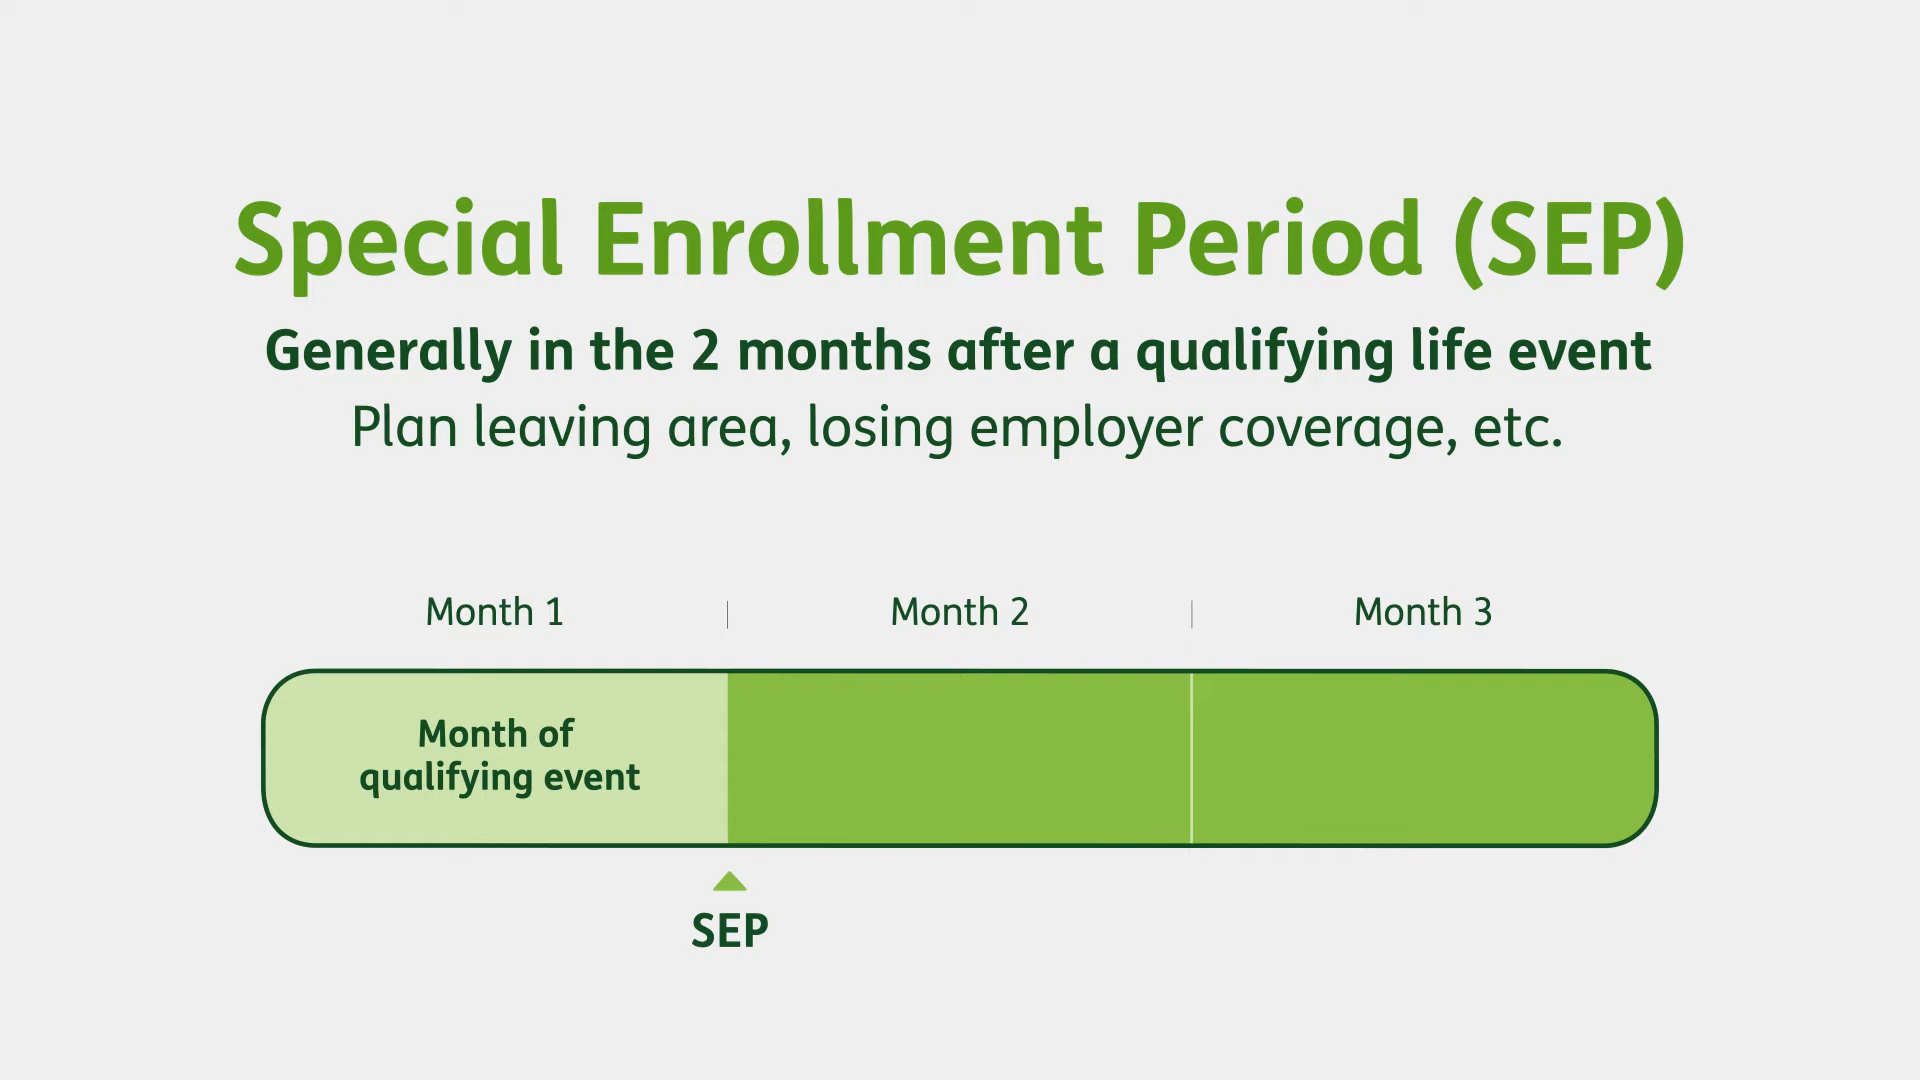 Special Enrollment Period (SEP)
Generally in the 2 months after a qualifying life event
Plan leaving area, losing employer coverage, etc.
Month 1
Month 2
Month 3
Month of
qualifying event
SEP